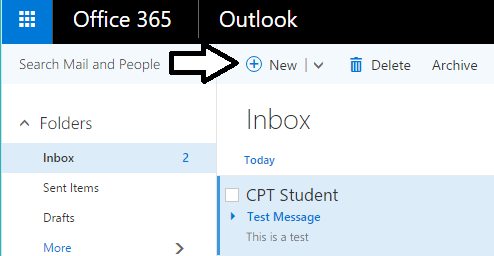 Office 365 Outlook
Search Mail and People New Delete Archive
Folders
Inbox 2
Sent Items
Drafts
More
Inbox
Today
CPT Student
Test Message
This is a test